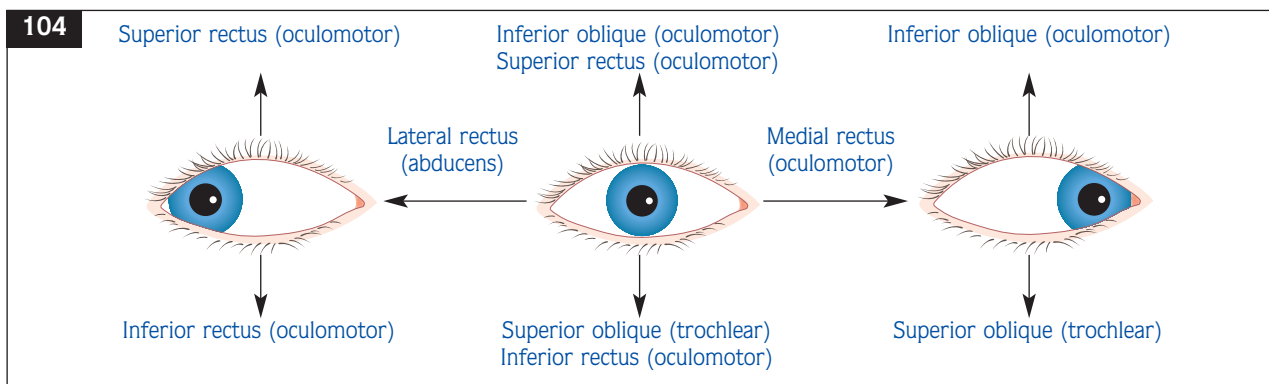 104
Superior rectus (oculomotor)
Inferior oblique (oculomotor)
Superior rectus (oculomotor)
Inferior oblique (oculomotor)
Lateral rectus
(abducens)
Medial rectus
(oculomotor)
Inferior rectus (oculomotor)
Superior oblique (trochlear)
Inferior rectus (oculomotor)
Superior oblique (trochlear)